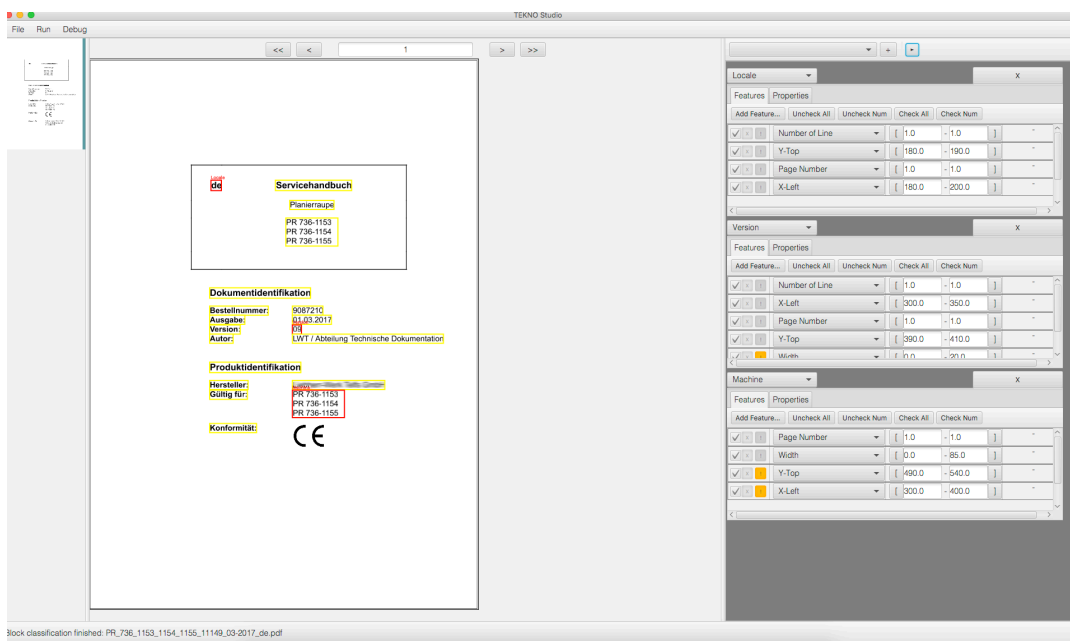 TEKNO Studio
File Run Debug
<< < 1 > >>
+
Locale
de Servicehandbuch
Planierraupe
PR 736-1153
PR 736-1154
PR 736-1155
Dokumentidentifikation
Bestellnummer: 9087210
Ausgabe: 01.03.2017
Version: 09
Autor: LWT / Abteilung Technische Dokumentation
Produktidentifikation
Hersteller:
Gültig für: PR 736-1153
PR 736-1154
PR 736-1155
Konformität: CE
Locale X
Features Properties
Add Feature... Uncheck All Uncheck Num Check All Check Num
Number of Line [ 1.0 - 1.0 ]
Y-Top [ 180.0 - 190.0 ]
Page Number [ 1.0 - 1.0 ]
X-Left [ 180.0 - 200.0 ]
Version X
Features Properties
Add Feature... Uncheck All Uncheck Num Check All Check Num
Number of Line [ 1.0 - 1.0 ]
X-Left [ 300.0 - 350.0 ]
Page Number [ 1.0 - 1.0 ]
Y-Top [ 390.0 - 410.0 ]
Width [ 0.0 - 20.0 ]
Machine X
Features Properties
Add Feature... Uncheck All Uncheck Num Check All Check Num
Page Number [ 1.0 - 1.0 ]
Width [ 0.0 - 85.0 ]
Y-Top [ 490.0 - 540.0 ]
X-Left [ 300.0 - 400.0 ]
Block classification finished: PR_736_1153_1154_1155_11149_03-2017_de.pdf